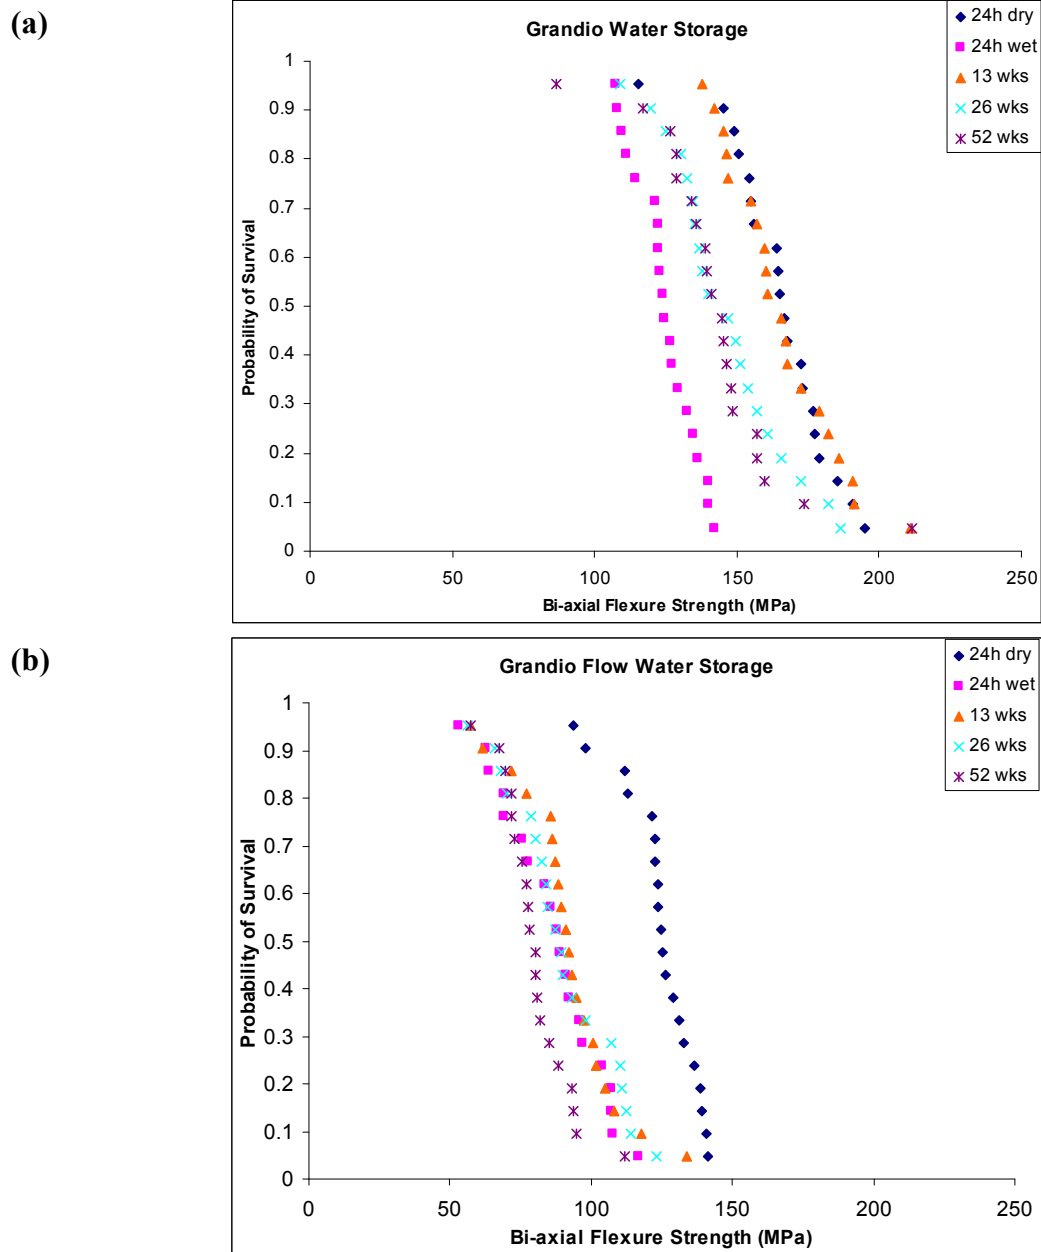 (a)
Grandio Water Storage
24h dry
24h wet
13 wks
26 wks
52 wks
Probability of Survival
1
0.9
0.8
0.7
0.6
0.5
0.4
0.3
0.2
0.1
0
0 50 100 150 200 250
Bi-axial Flexure Strength (MPa)
(b)
Grandio Flow Water Storage
24h dry
24h wet
13 wks
26 wks
52 wks
Probability of Survival
1
0.9
0.8
0.7
0.6
0.5
0.4
0.3
0.2
0.1
0
0 50 100 150 200 250
Bi-axial Flexure Strength (MPa)